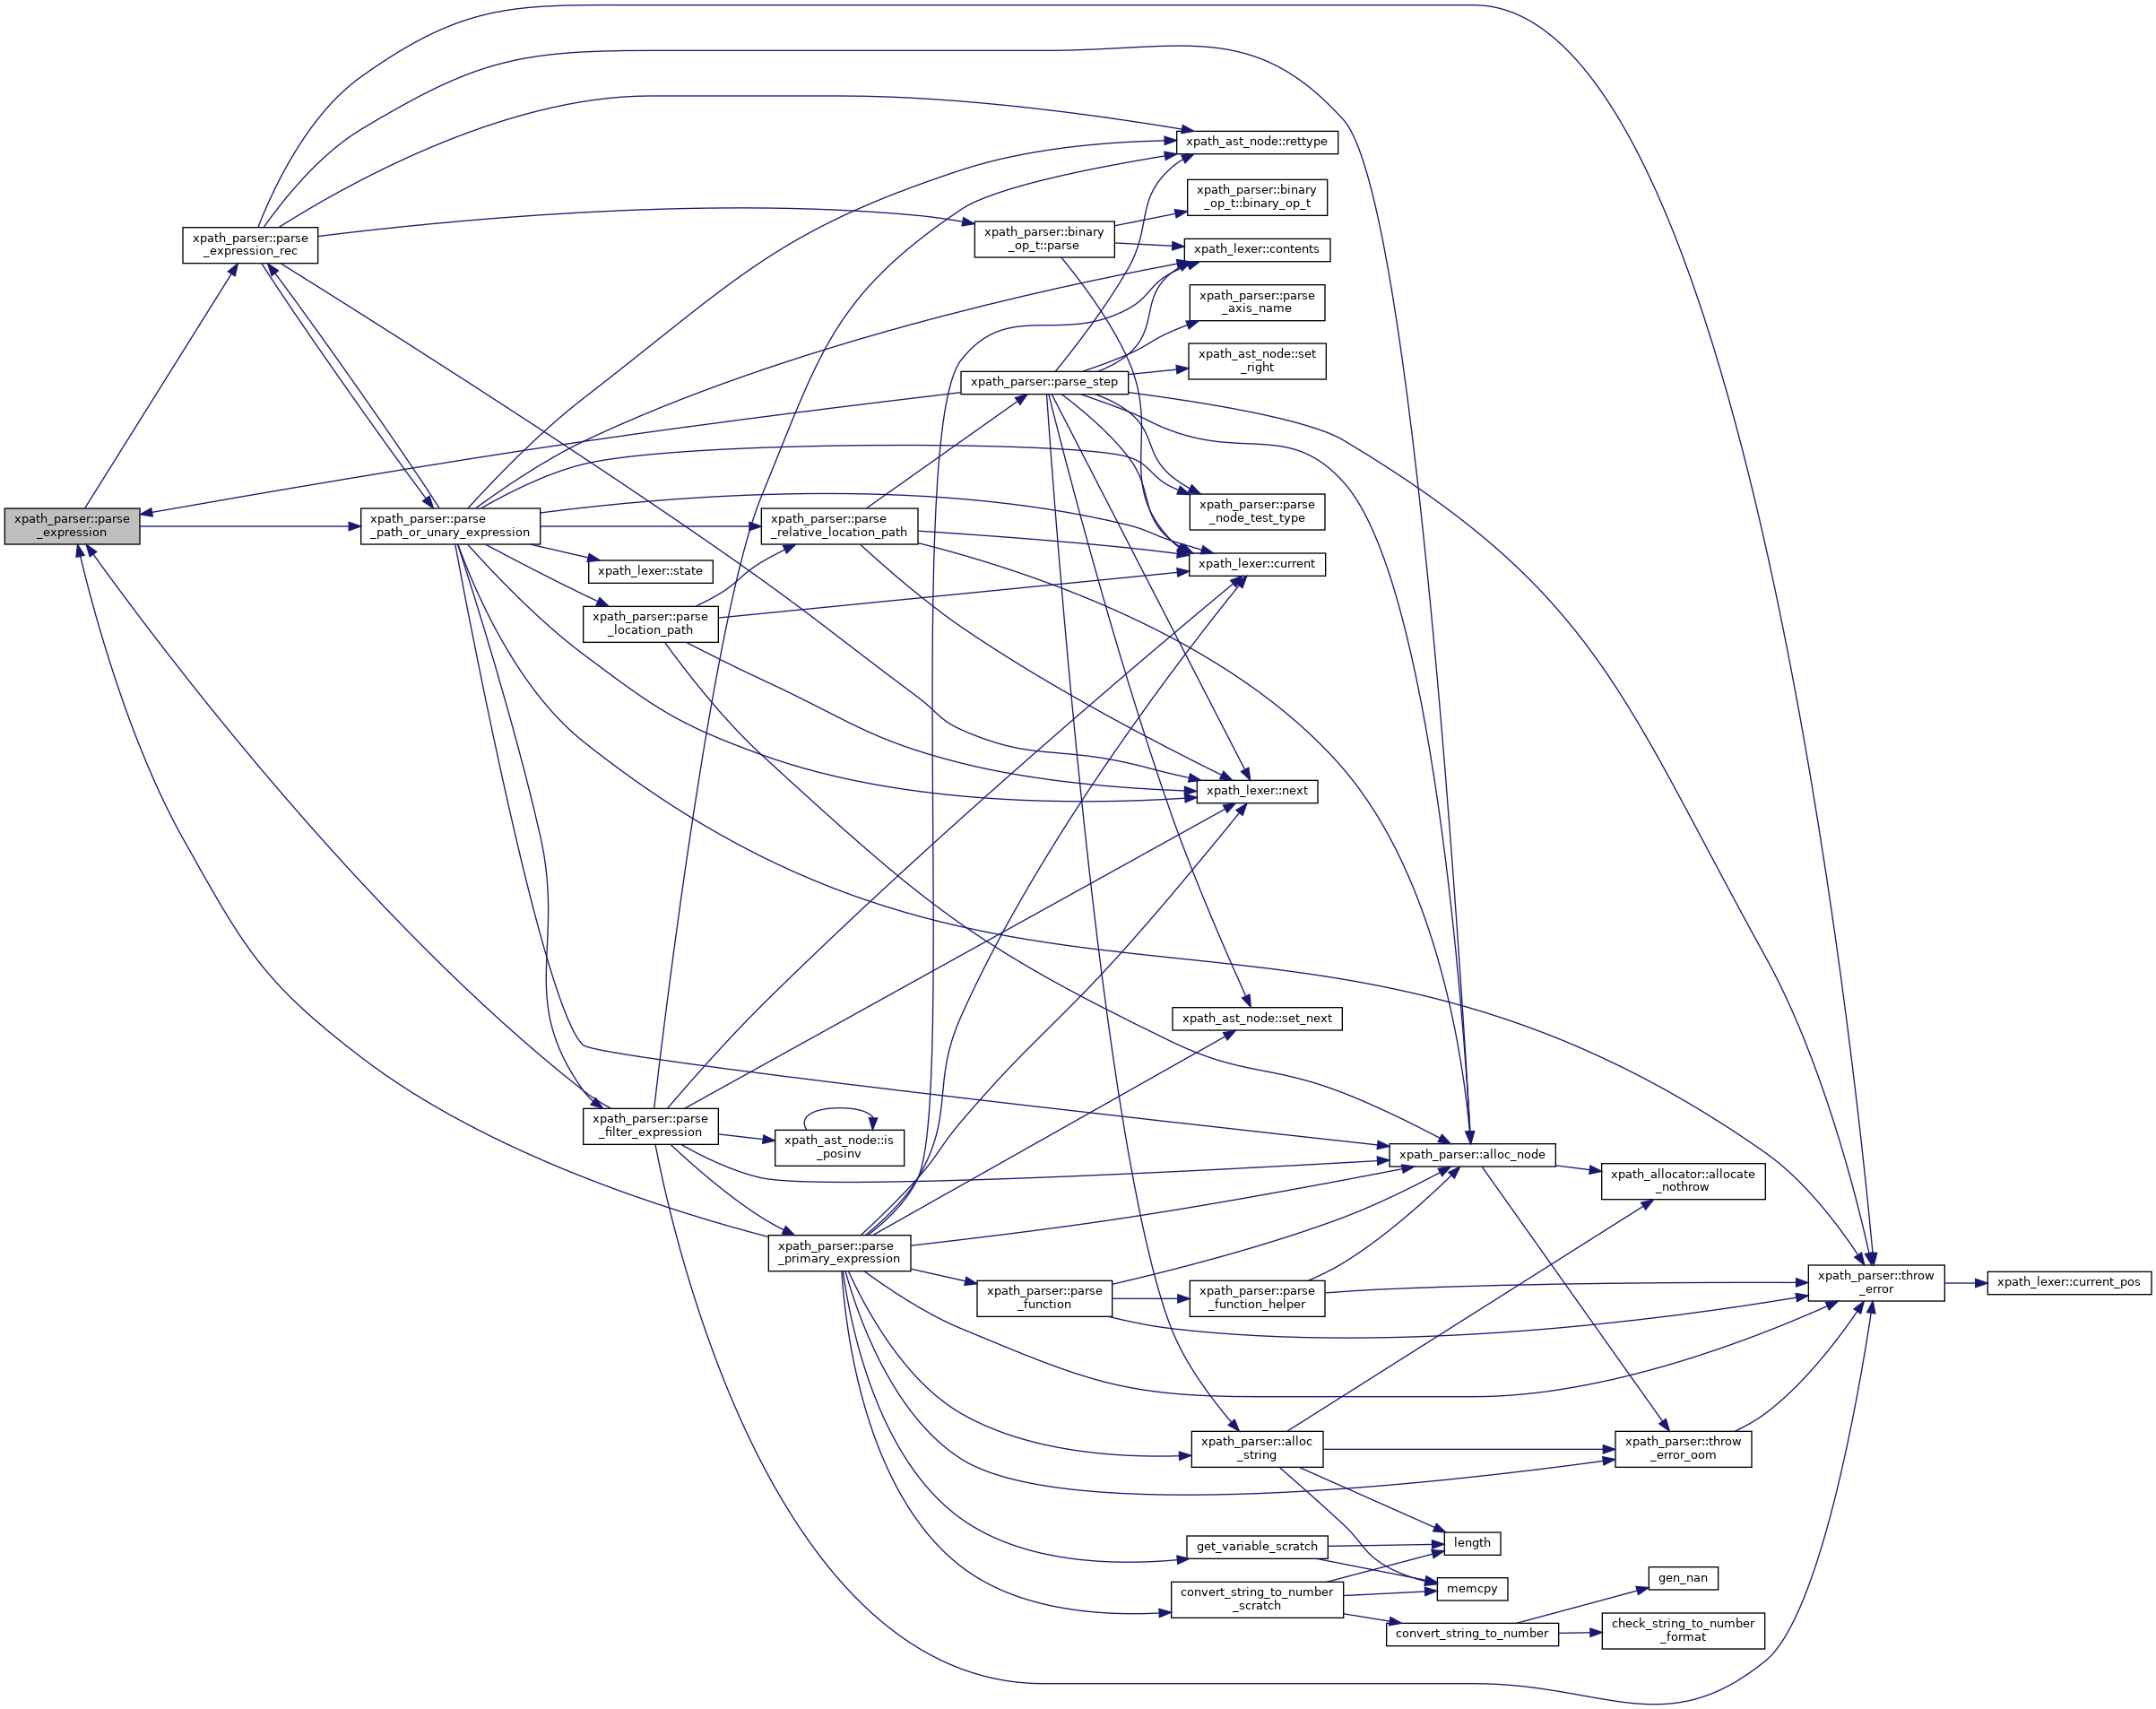 xpath_parser::parse
_expression
xpath_parser::parse
_expression_rec
xpath_parser::parse
_path_or_unary_expression
xpath_lexer::state
xpath_parser::parse
_location_path
xpath_parser::parse
_filter_expression
xpath_parser::parse
_relative_location_path
xpath_ast_node::is
_posinv
xpath_parser::parse
_primary_expression
xpath_parser::binary
_op_t::parse
xpath_parser::parse_step
xpath_parser::parse
_function
xpath_ast_node::rettype
xpath_parser::binary
_op_t::binary_op_t
xpath_lexer::contents
xpath_parser::parse
_axis_name
xpath_ast_node::set
_right
xpath_parser::parse
_node_test_type
xpath_lexer::current
xpath_lexer::next
xpath_ast_node::set_next
xpath_parser::parse
_function_helper
xpath_parser::alloc
_string
get_variable_scratch
convert_string_to_number
_scratch
xpath_parser::alloc_node
length
memcpy
convert_string_to_number
xpath_allocator::allocate
_nothrow
xpath_parser::throw
_error_oom
gen_nan
check_string_to_number
_format
xpath_parser::throw
_error
xpath_lexer::current_pos